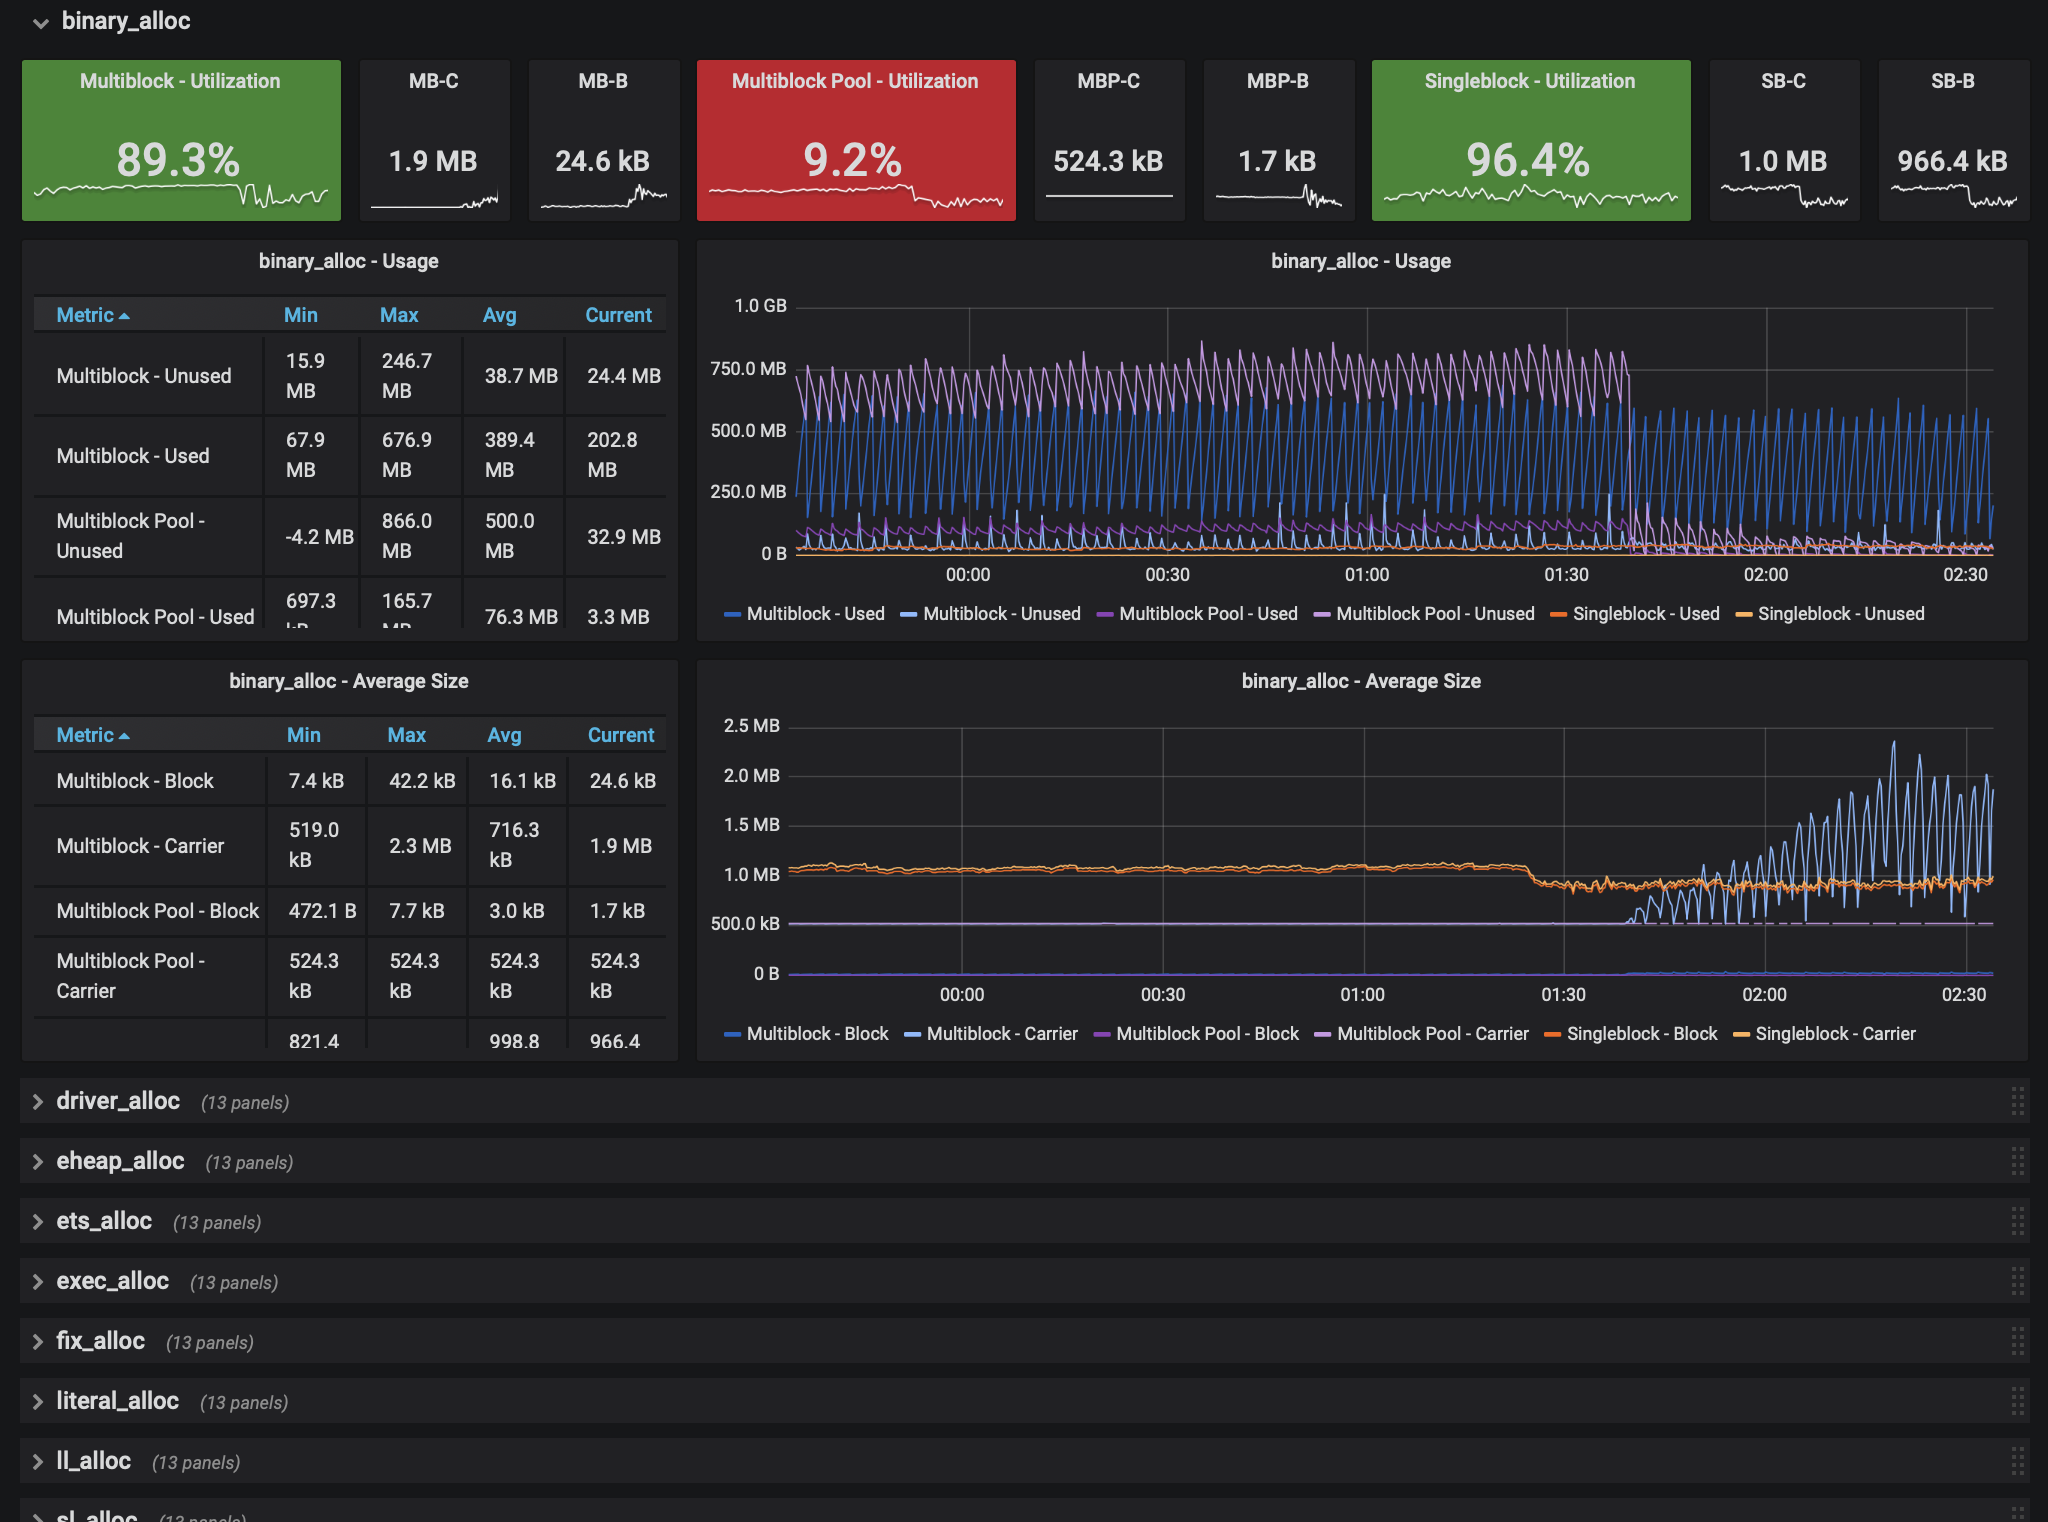 binary_alloc
Multiblock - Utilization
89.3%
MB-C
1.9 MB
MB-B
24.6 kB
Multiblock Pool - Utilization
9.2%
MBP-C
524.3 kB
MBP-B
1.7 kB
Singleblock - Utilization
96.4%
SB-C
1.0 MB
SB-B
966.4 kB
binary_alloc - Usage
Metric Min Max Avg Current
Multiblock - Unused 15.9 MB 246.7 MB 38.7 MB 24.4 MB
Multiblock - Used 67.9 MB 676.9 MB 389.4 MB 202.8 MB
Multiblock Pool - Unused -4.2 MB 866.0 MB 500.0 MB 32.9 MB
Multiblock Pool - Used 697.3 kB 165.7 MB 76.3 MB 3.3 MB
binary_alloc - Usage
1.0 GB
750.0 MB
500.0 MB
250.0 MB
0 B
00:00 00:30 01:00 01:30 02:00 02:30
Multiblock - Used Multiblock - Unused Multiblock Pool - Used Multiblock Pool - Unused Singleblock - Used Singleblock - Unused
binary_alloc - Average Size
Metric Min Max Avg Current
Multiblock - Block 7.4 kB 42.2 kB 16.1 kB 24.6 kB
Multiblock - Carrier 519.0 kB 2.3 MB 716.3 kB 1.9 MB
Multiblock Pool - Block 472.1 B 7.7 kB 3.0 kB 1.7 kB
Multiblock Pool - Carrier 524.3 kB 524.3 kB 524.3 kB 524.3 kB
821.4 998.8 966.4
binary_alloc - Average Size
2.5 MB
2.0 MB
1.5 MB
1.0 MB
500.0 kB
0 B
00:00 00:30 01:00 01:30 02:00 02:30
Multiblock - Block Multiblock - Carrier Multiblock Pool - Block Multiblock Pool - Carrier Singleblock - Block Singleblock - Carrier
driver_alloc (13 panels)
eheap_alloc (13 panels)
ets_alloc (13 panels)
exec_alloc (13 panels)
fix_alloc (13 panels)
literal_alloc (13 panels)
ll_alloc (13 panels)
sl_alloc (13 panels)